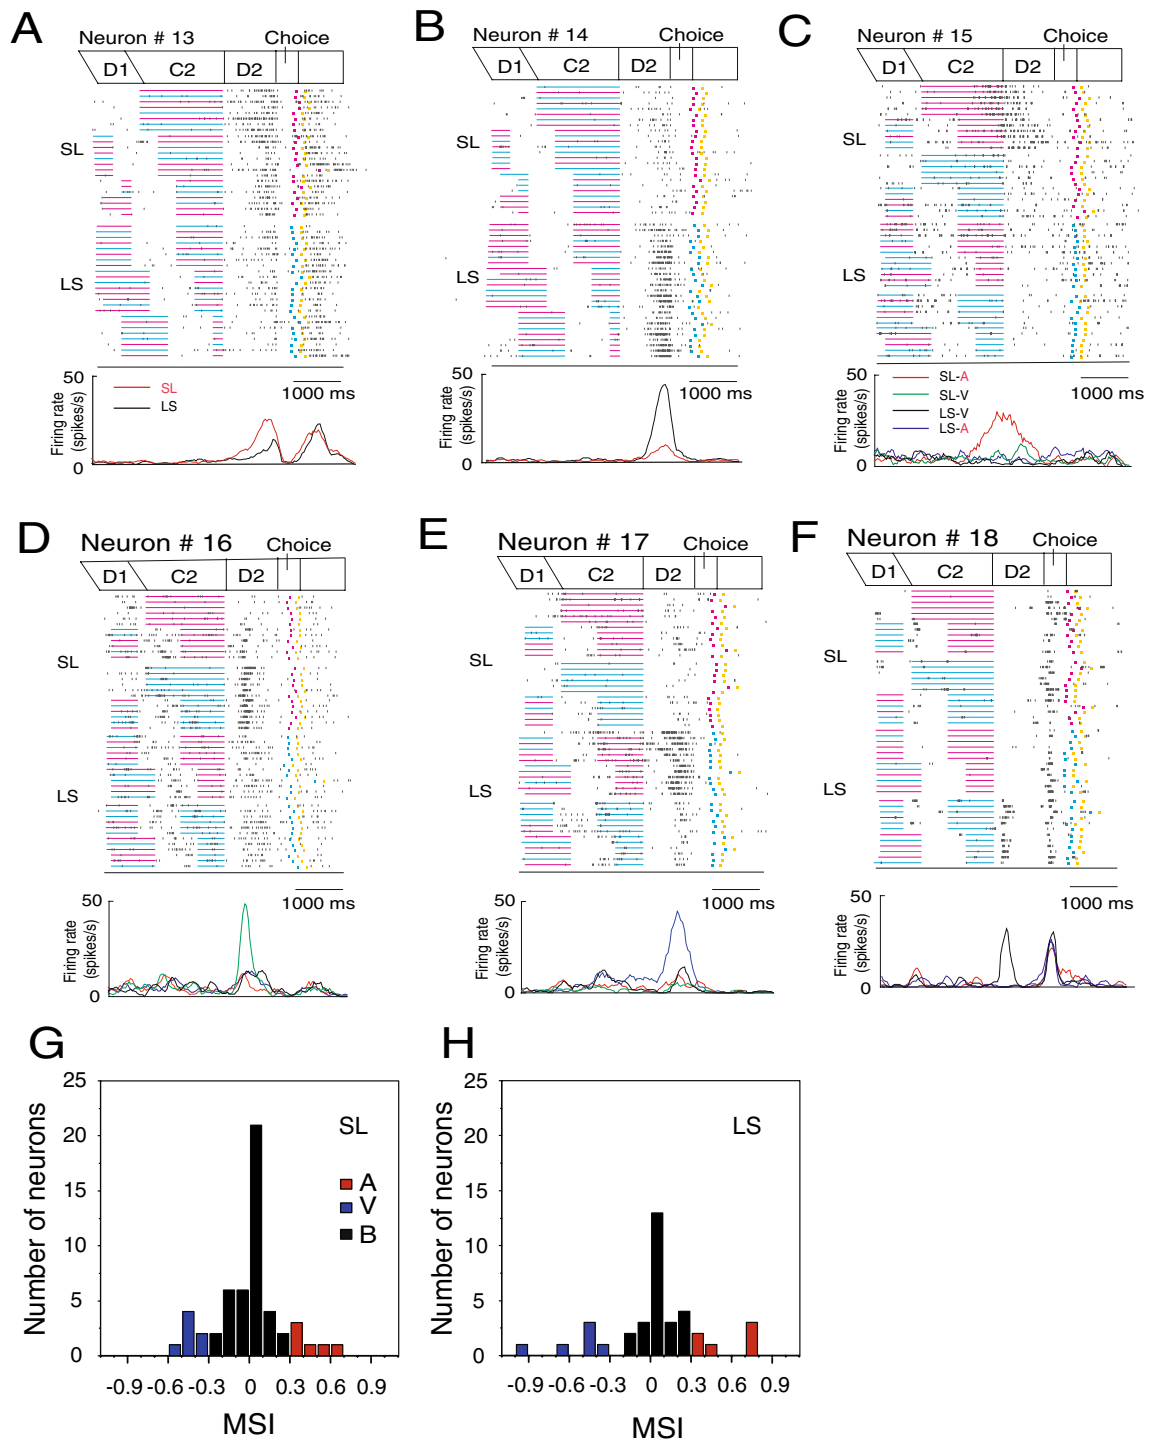 A
Neuron # 13
Choice
D1
C2
D2
SL
LS
50
Firing rate
(spikes/s)
0
SL
LS
1000 ms
B
Neuron # 14
Choice
D1
C2
D2
SL
LS
50
Firing rate
(spikes/s)
0
1000 ms
C
Neuron # 15
Choice
D1
C2
D2
SL
LS
50
Firing rate
(spikes/s)
0
SL-A
SL-V
LS-V
LS-A
1000 ms
D
Neuron # 16
Choice
D1
C2
D2
SL
LS
50
Firing rate
(spikes/s)
0
1000 ms
E
Neuron # 17
Choice
D1
C2
D2
SL
LS
50
Firing rate
(spikes/s)
0
1000 ms
F
Neuron # 18
Choice
D1
C2
D2
SL
LS
50
Firing rate
(spikes/s)
0
1000 ms
G
25
20
15
10
5
0
Number of neurons
SL
A
V
B
-0.9 -0.6 -0.3 0 0.3 0.6 0.9
MSI
H
25
20
15
10
5
0
Number of neurons
LS
-0.9 -0.6 -0.3 0 0.3 0.6 0.9
MSI